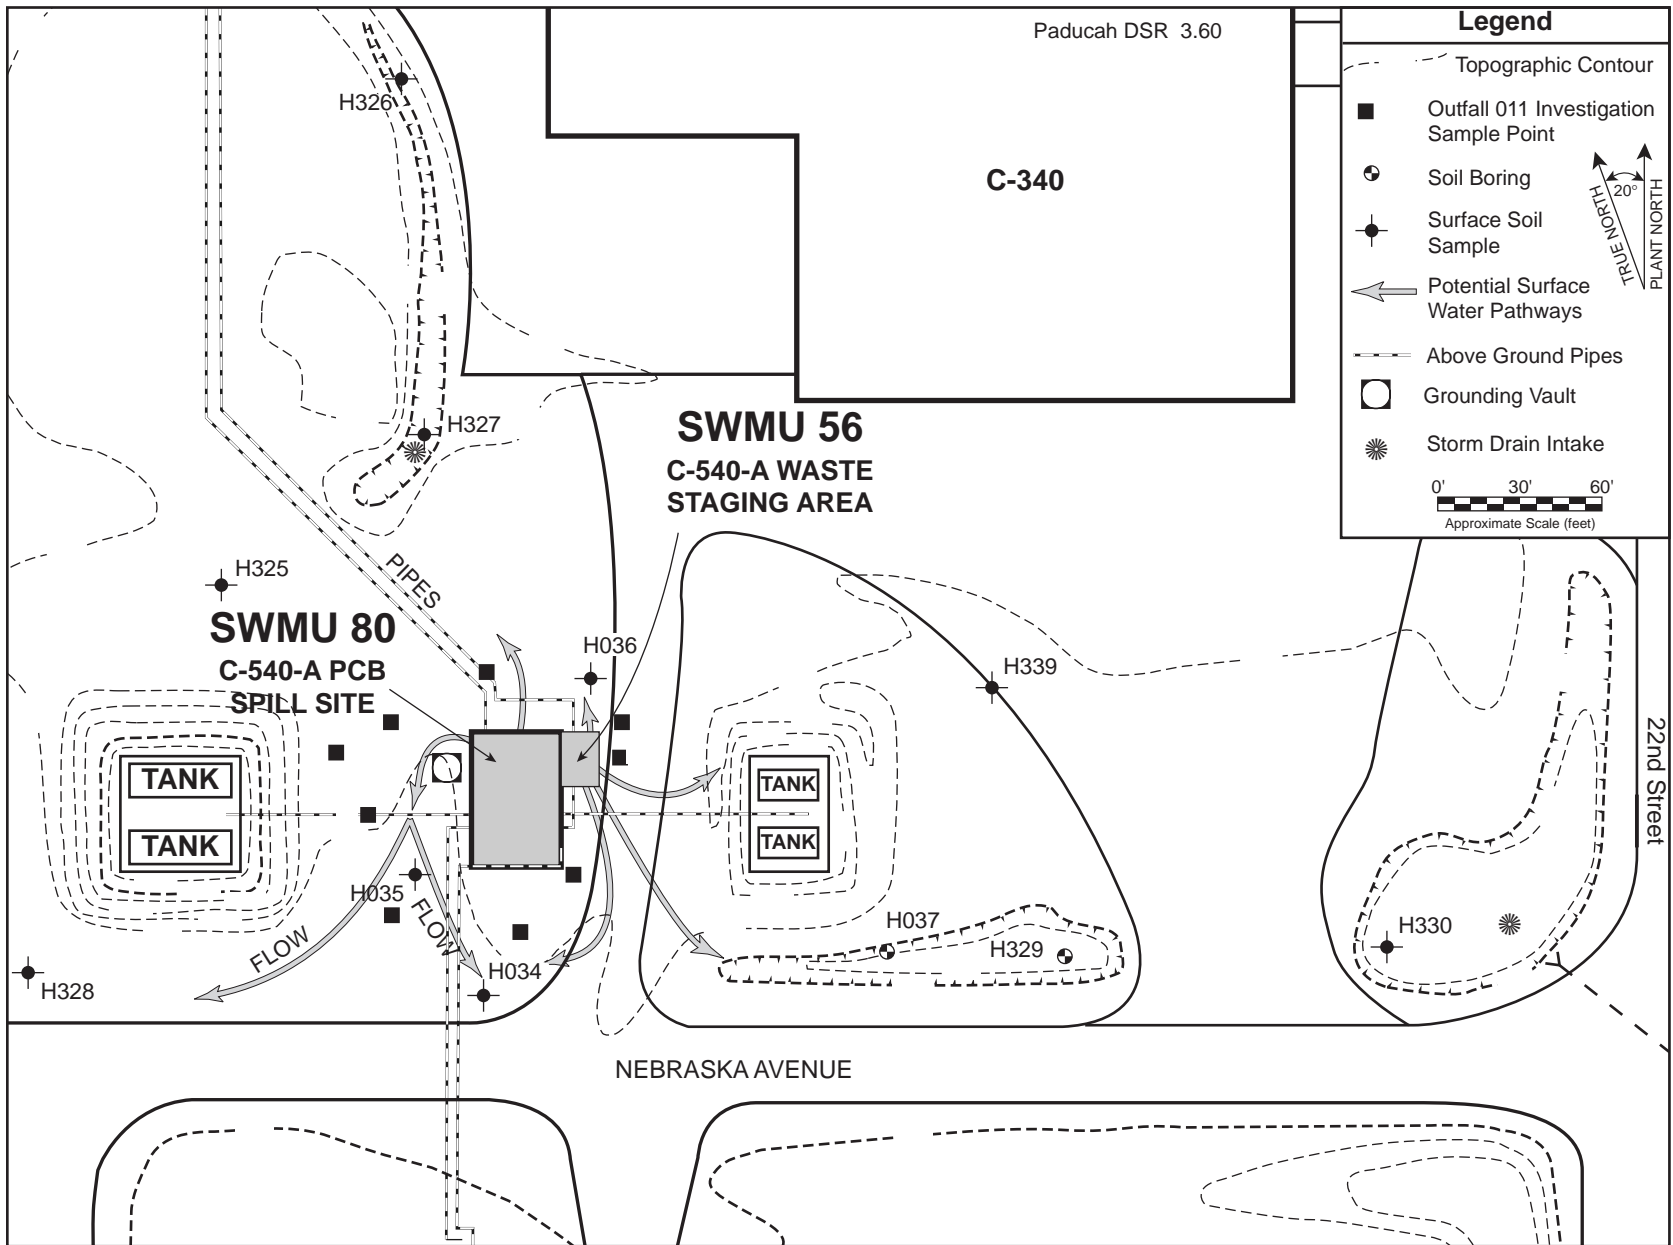 Paducah DSR 3.60
Legend
Topographic Contour
Outfall 011 Investigation
Sample Point
Soil Boring
Surface Soil
Sample
Potential Surface
Water Pathways
Above Ground Pipes
Grounding Vault
Storm Drain Intake
TRUE NORTH
20°
PLANT NORTH
0' 30' 60'
Approximate Scale (feet)
H326
C-340
H327
SWMU 56
C-540-A WASTE
STAGING AREA
H325
PIPES
SWMU 80
C-540-A PCB
SPILL SITE
H036
H339
22nd Street
TANK
TANK
TANK
TANK
H035
FLOW
FLOW
H034
H037
H329
H330
H328
NEBRASKA AVENUE